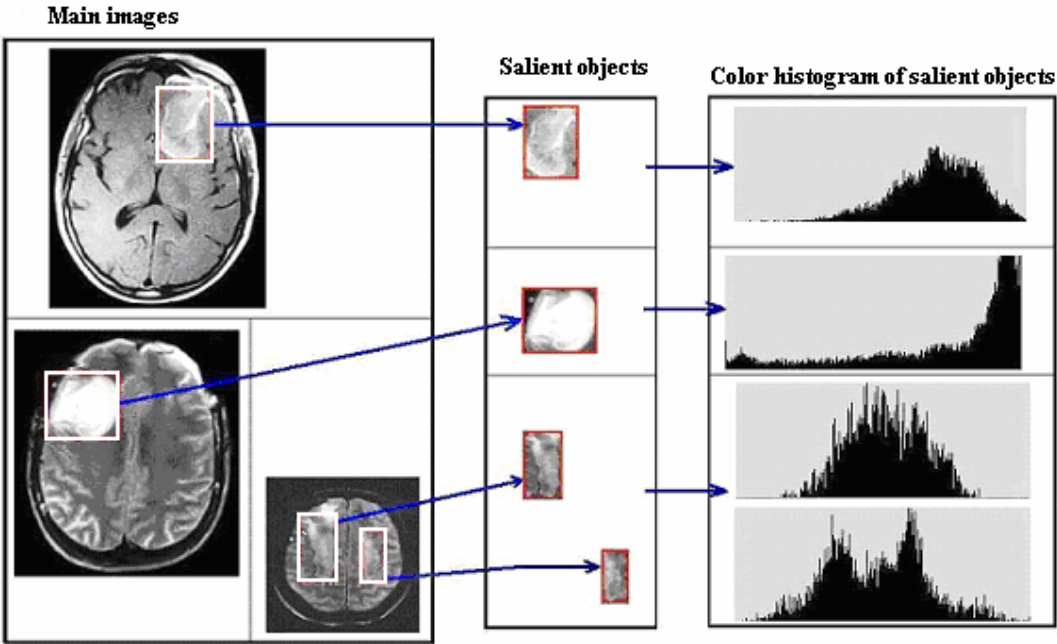 Main images
Salient objects
Color histogram of salient objects